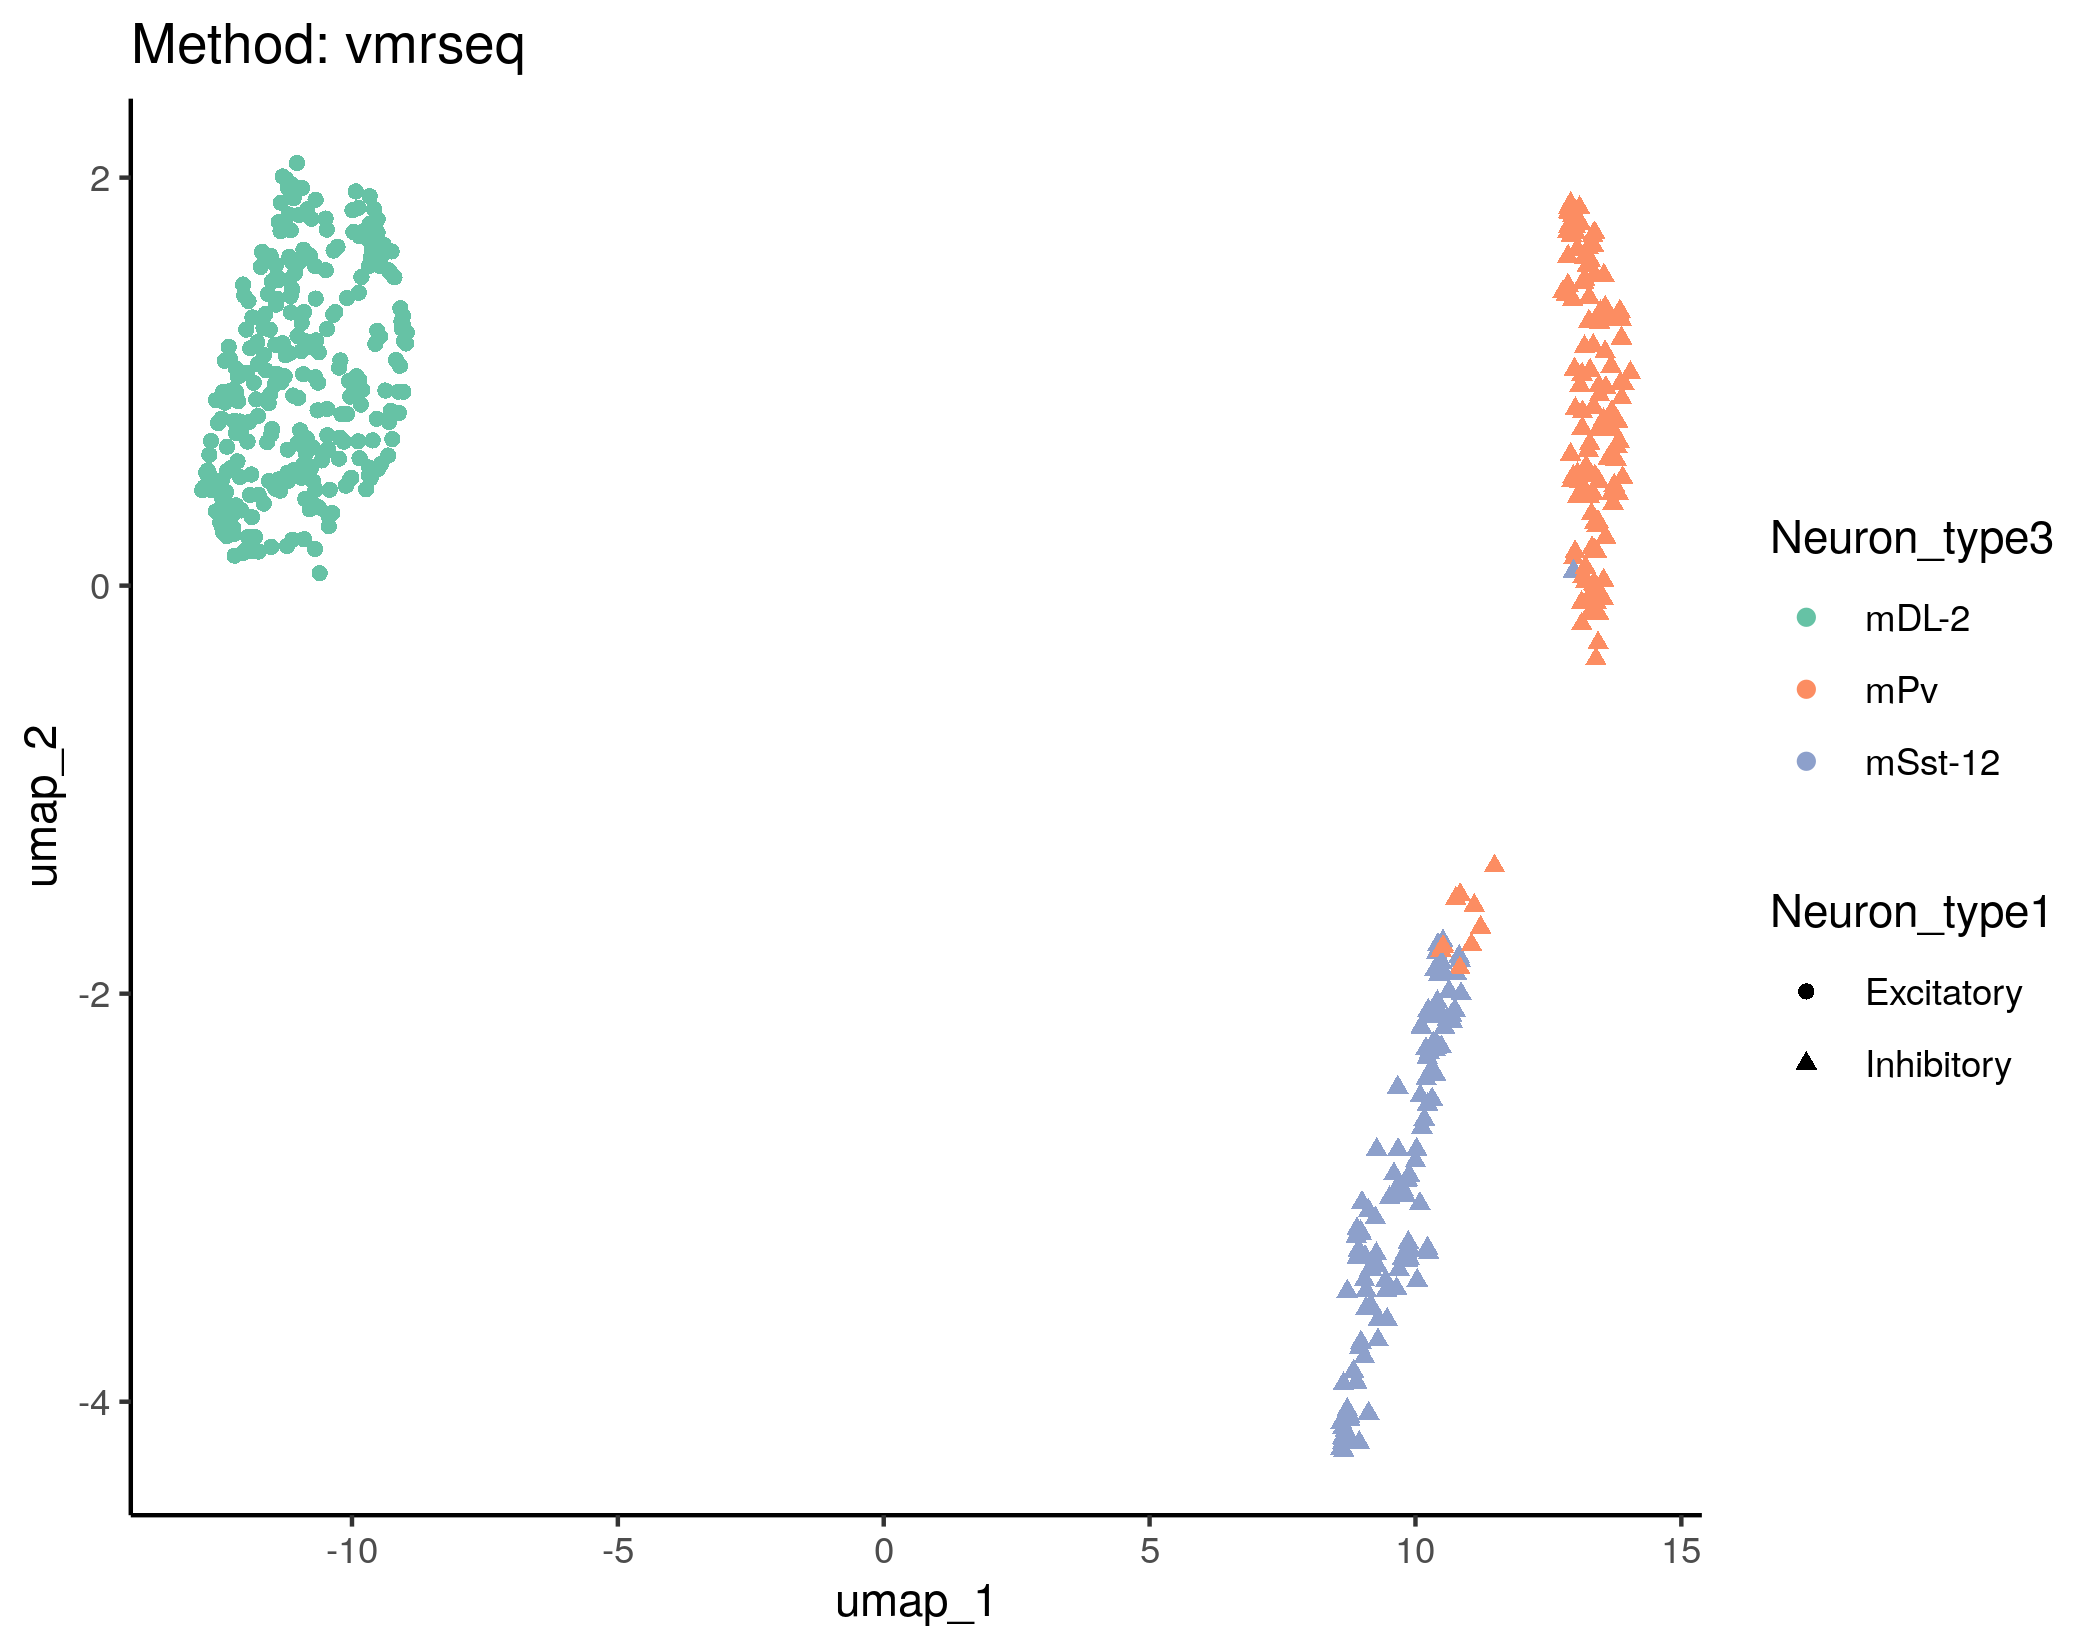 Method: vmrseq
2
0
-2
-4
umap_2
-10 -5 0 5 10 15
umap_1
Neuron_type3
mDL-2
mPv
mSst-12
Neuron_type1
Excitatory
Inhibitory